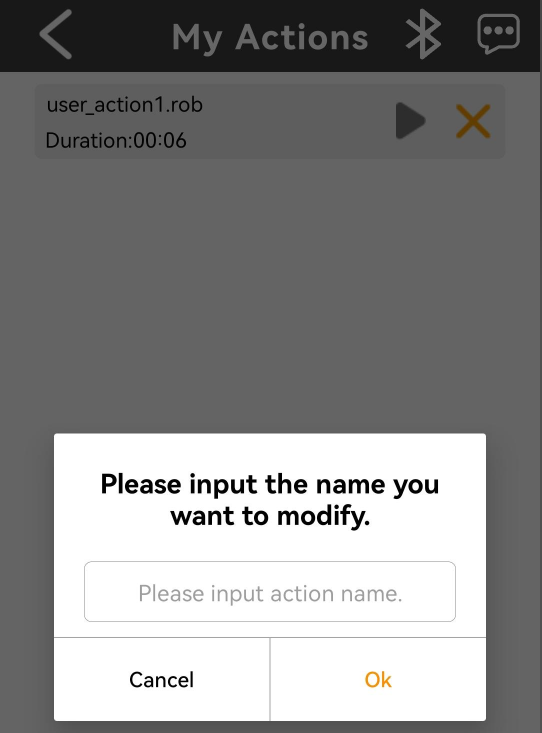 My Actions
user_action1.rob
Duration:00:06
Please input the name you
want to modify.
Please input action name.
Cancel
Ok